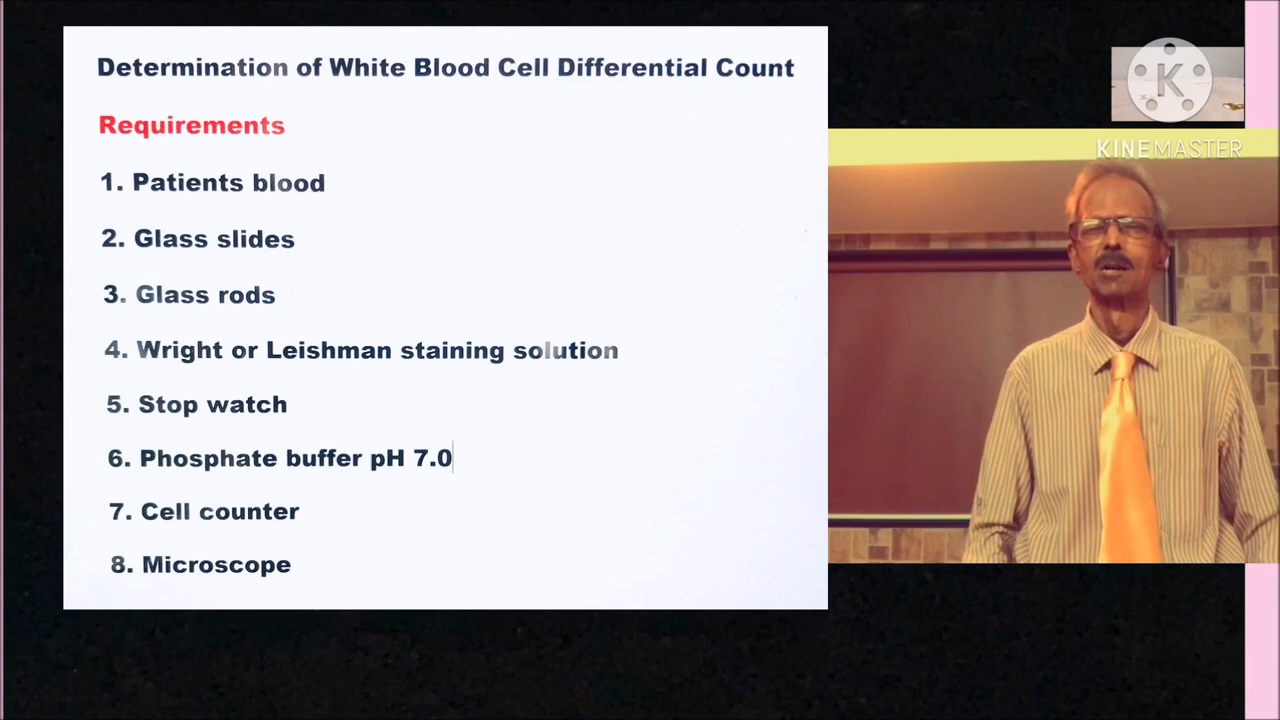 Determination of White Blood Cell Differential Count
Requirements
1. Patients blood
2. Glass slides
3. Glass rods
4. Wright or Leishman staining solution
5. Stop watch
6. Phosphate buffer pH 7.0
7. Cell counter
8. Microscope
K
KINEMASTER